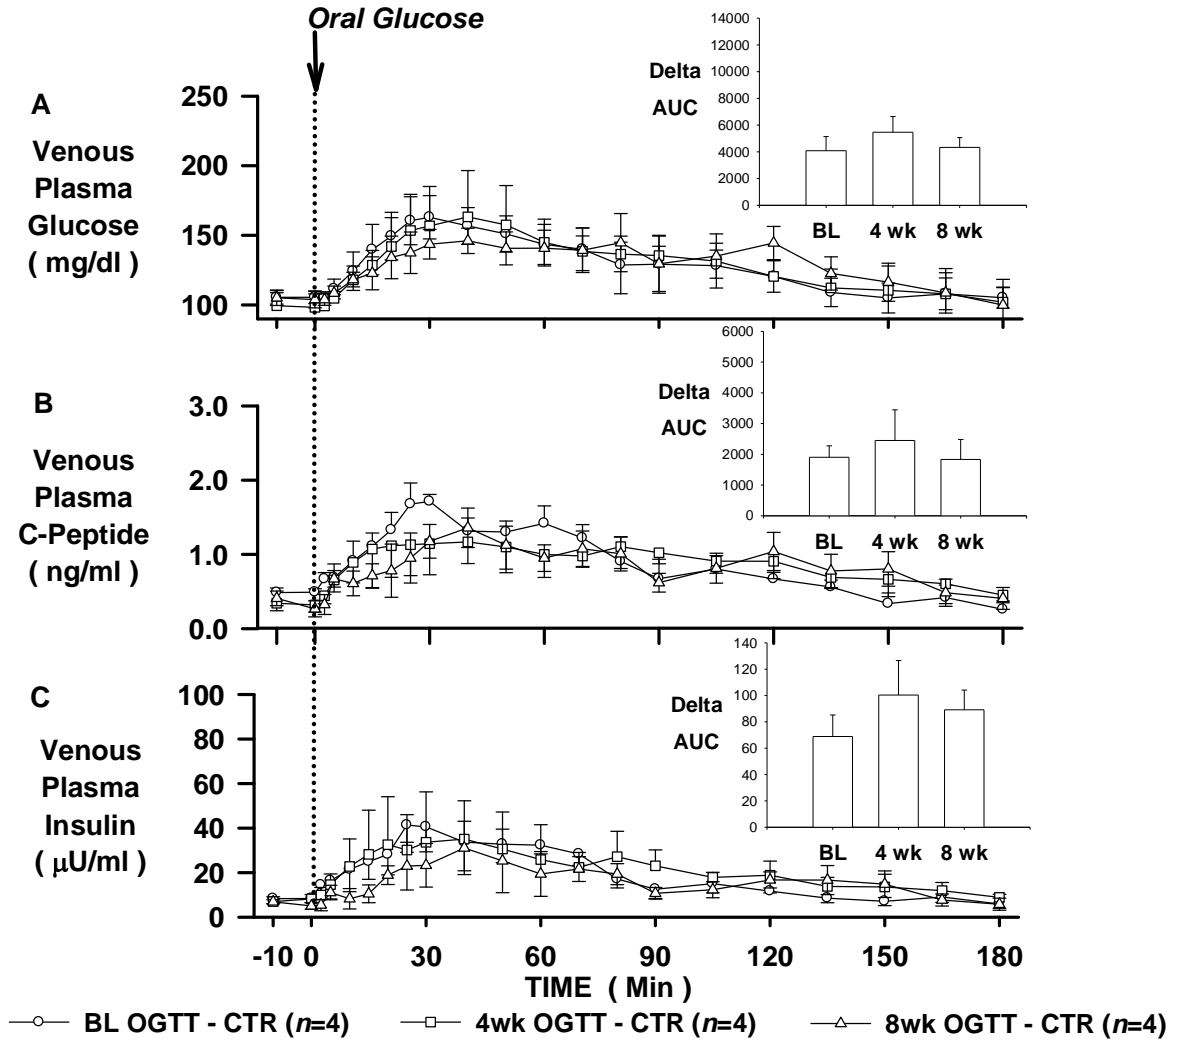 Oral Glucose
A
Venous
Plasma
Glucose
( mg/dl )
250
200
150
100
Delta
AUC
14000
12000
10000
8000
6000
4000
2000
0
BL 4 wk 8 wk
B
Venous
Plasma
C-Peptide
( ng/ml )
3.0
2.0
1.0
0.0
Delta
AUC
6000
5000
4000
3000
2000
1000
0
BL 4 wk 8 wk
C
Venous
Plasma
Insulin
( μU/ml )
100
80
60
40
20
0
Delta
AUC
140
120
100
80
60
40
20
0
BL 4 wk 8 wk
-10 0 30 60 90 120 150 180
TIME ( Min )
BL OGTT - CTR (n=4) 4wk OGTT - CTR (n=4) 8wk OGTT - CTR (n=4)